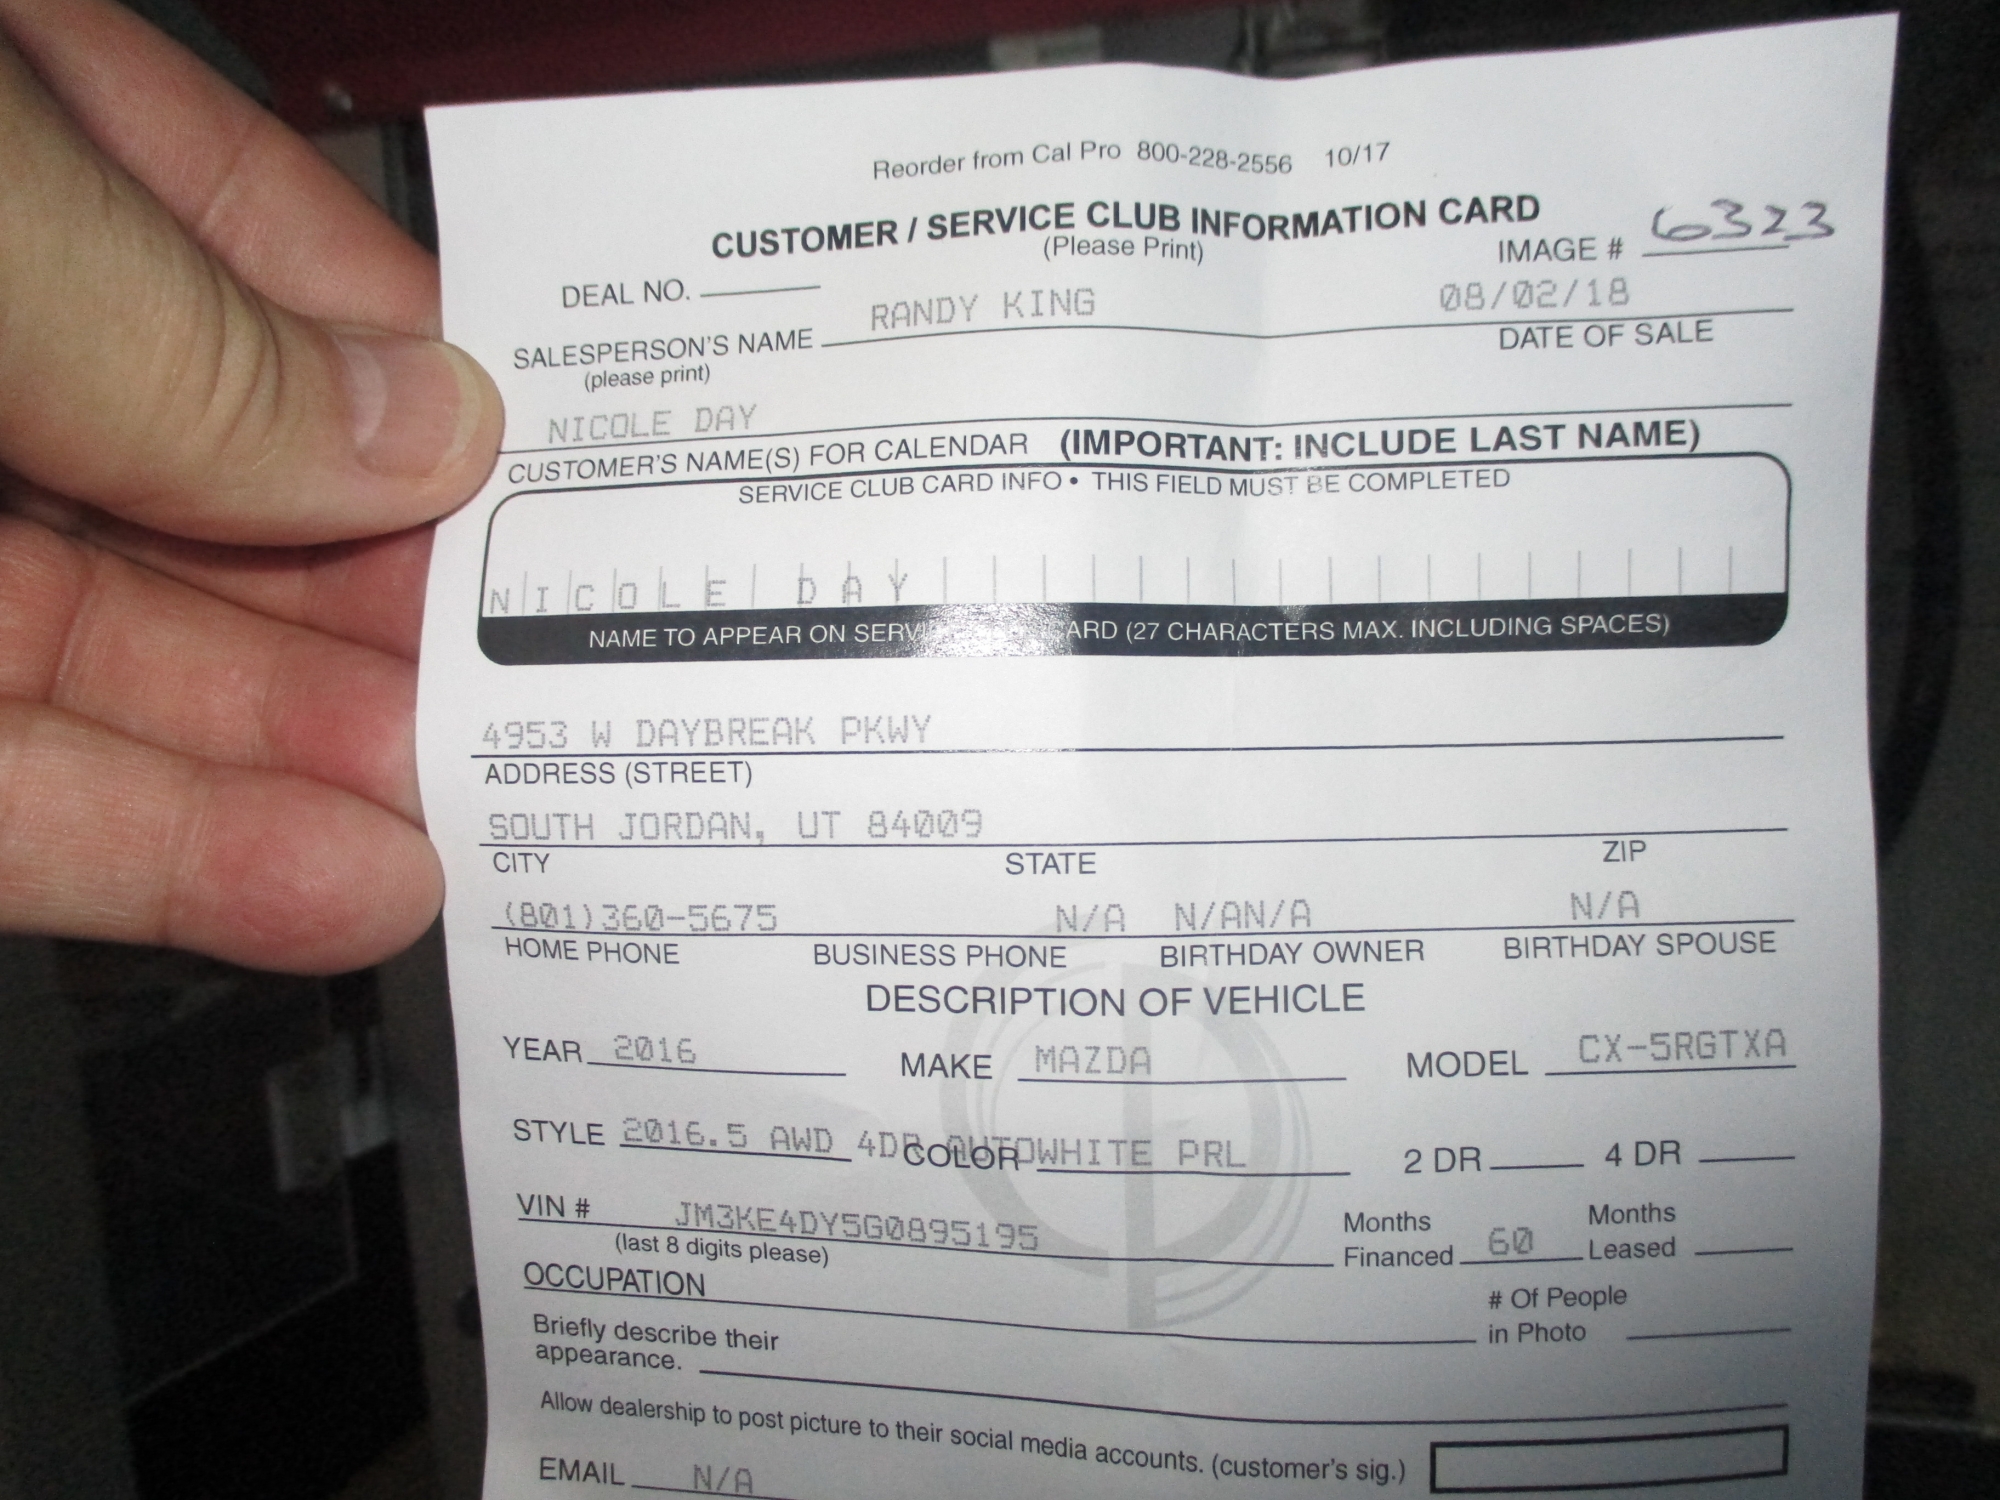 Reorder from Cal Pro 800-228-2556 10/17
CUSTOMER / SERVICE CLUB INFORMATION CARD
(Please Print)
IMAGE # 6323
DEAL NO.
SALESPERSON'S NAME RANDY KING 08/02/18
(please print) DATE OF SALE
NICOLE DAY
CUSTOMER'S NAME(S) FOR CALENDAR (IMPORTANT: INCLUDE LAST NAME)
SERVICE CLUB CARD INFO • THIS FIELD MUST BE COMPLETED
NICOLE DAY
NAME TO APPEAR ON SERV ARD (27 CHARACTERS MAX. INCLUDING SPACES)
4953 W DAYBREAK PKWY
ADDRESS (STREET)
SOUTH JORDAN, UT 84009
CITY STATE ZIP
(801)360-5675 N/A N/AN/A N/A
HOME PHONE BUSINESS PHONE BIRTHDAY OWNER BIRTHDAY SPOUSE
DESCRIPTION OF VEHICLE
YEAR 2016 MAKE MAZDA MODEL CX-5RGTXA
STYLE 2016.5 AWD 4DR AUTO COLOR WHITE PRL 2 DR 4 DR
VIN # JM3KE4DY5G0895195 Months Financed 60 Months Leased
(last 8 digits please)
OCCUPATION # Of People in Photo
Briefly describe their
appearance.
Allow dealership to post picture to their social media accounts. (customer's sig.)
EMAIL N/A